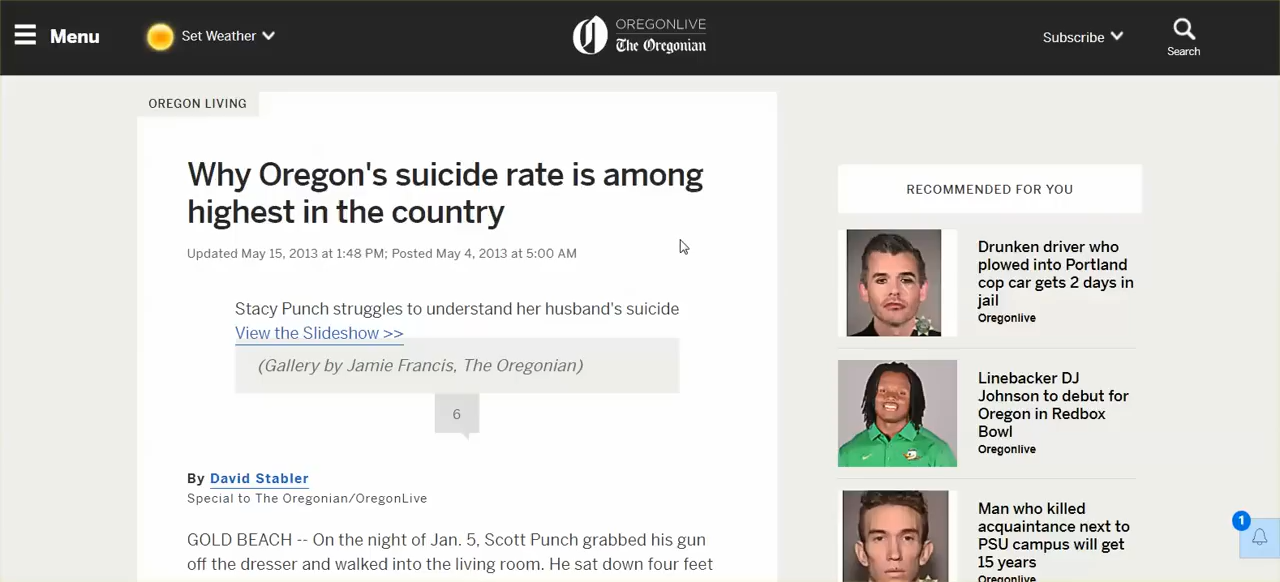 Menu
Set Weather
OREGONLIVE
The Oregonian
Subscribe
Search
OREGON LIVING
Why Oregon's suicide rate is among
highest in the country
Updated May 15, 2013 at 1:48 PM; Posted May 4, 2013 at 5:00 AM
Stacy Punch struggles to understand her husband's suicide
View the Slideshow >>
(Gallery by Jamie Francis, The Oregonian)
6
By David Stabler
Special to The Oregonian/OregonLive
GOLD BEACH -- On the night of Jan. 5, Scott Punch grabbed his gun
off the dresser and walked into the living room. He sat down four feet
RECOMMENDED FOR YOU
Drunken driver who
plowed into Portland
cop car gets 2 days in
jail
Oregonlive
Linebacker DJ
Johnson to debut for
Oregon in Redbox
Bowl
Oregonlive
Man who killed
acquaintance next to
PSU campus will get
15 years
Oregonlive
1